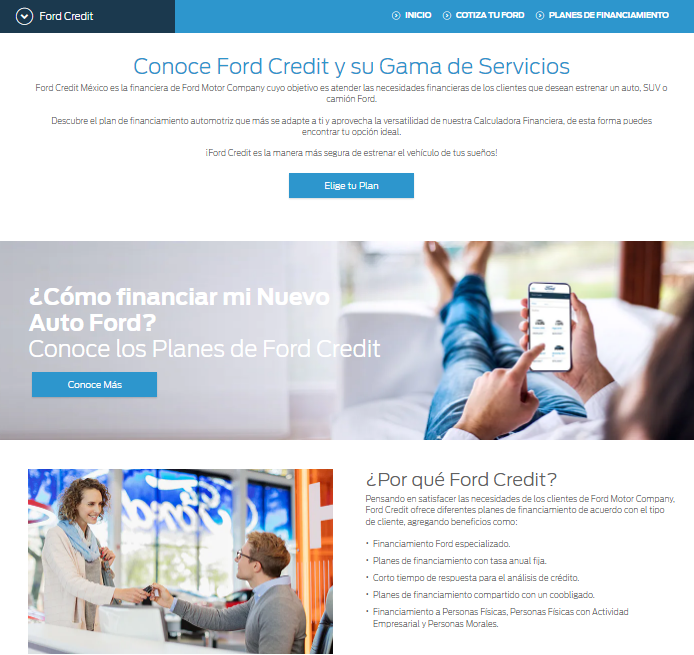 Ford Credit
INICIO
COTIZA TU FORD
PLANES DE FINANCIAMIENTO
Conoce Ford Credit y su Gama de Servicios
Ford Credit México es la financiera de Ford Motor Company cuyo objetivo es atender las necesidades financieras de los clientes que desean estrenar un auto, SUV o
camión Ford.
Descubre el plan de financiamiento automotriz que más se adapte a ti y aprovecha la versatilidad de nuestra Calculadora Financiera, de esta forma puedes
encontrar tu opción ideal.
¡Ford Credit es la manera más segura de estrenar el vehículo de tus sueños!
Elige tu Plan
¿Cómo financiar mi Nuevo
Auto Ford?
Conoce los Planes de Ford Credit
Conoce Más
Ford
¿Por qué Ford Credit?
Pensando en satisfacer las necesidades de los clientes de Ford Motor Company,
Ford Credit ofrece diferentes planes de financiamiento de acuerdo con el tipo
de cliente, agregando beneficios como:
• Financiamiento Ford especializado.
• Planes de financiamiento con tasa anual fija.
• Corto tiempo de respuesta para el análisis de crédito.
• Planes de financiamiento compartido con un coobligado.
• Financiamiento a Personas Físicas, Personas Físicas con Actividad
Empresarial y Personas Morales.